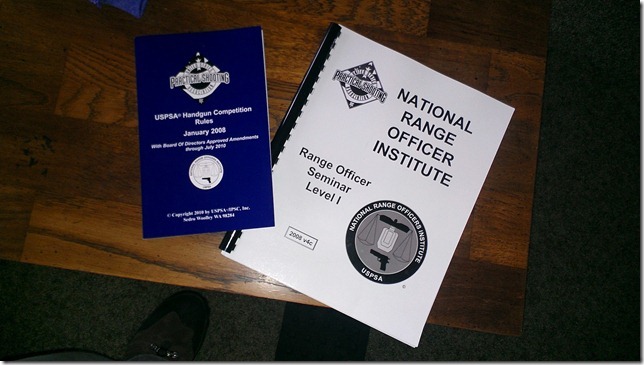 PRACTICAL SHOOTING
USPSA® Handgun Competition
Rules
January 2008
With Board Of Directors Approved Amendments
through July 2010
© Copyright 2010 by USPSA /IPSC, Inc.
Sedro Woolley WA 98284
PRACTICAL SHOOTING
NATIONAL
RANGE
OFFICER
INSTITUTE
Range Officer
Seminar
Level I
2008 v4c
NATIONAL RANGE OFFICERS INSTITUTE
USPSA
®